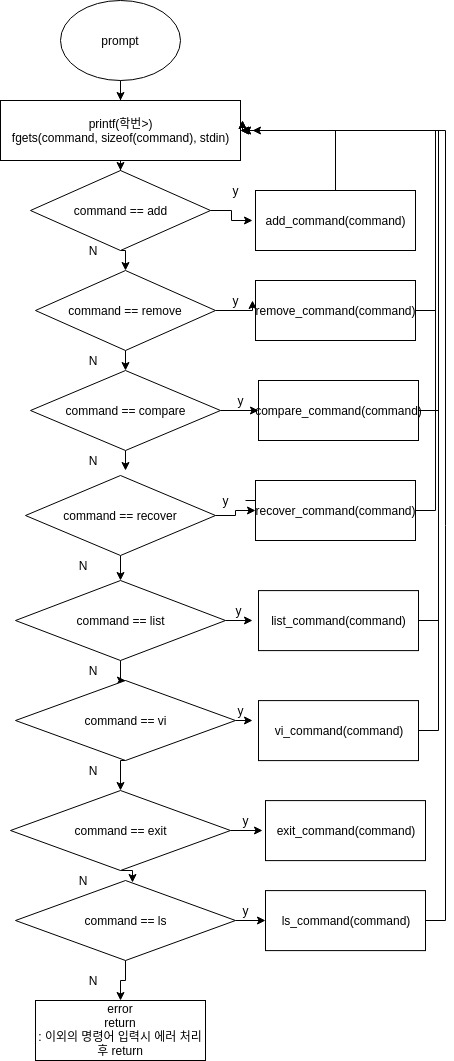 prompt
printf(학번>)
fgets(command, sizeof(command), stdin)
y
command == add
add_command(command)
N
y
command == remove
remove_command(command)
N
y
command == compare
compare_command(command)
N
y
command == recover
recover_command(command)
N
y
command == list
list_command(command)
N
y
command == vi
vi_command(command)
N
y
command == exit
exit_command(command)
N
y
command == ls
ls_command(command)
N
error
return
: 이외의 명령어 입력시 에러 처리
후 return